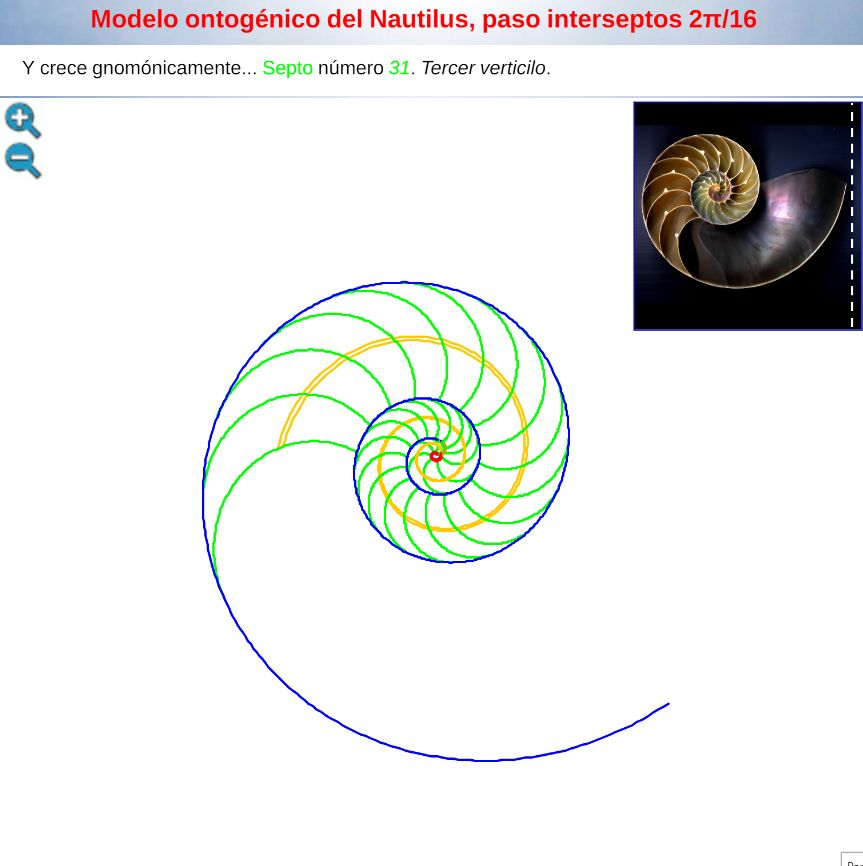 Modelo ontogénico del Nautilus, paso interseptos 2π/16
Y crece gnomónicamente... Septo número 31. Tercer verticilo.